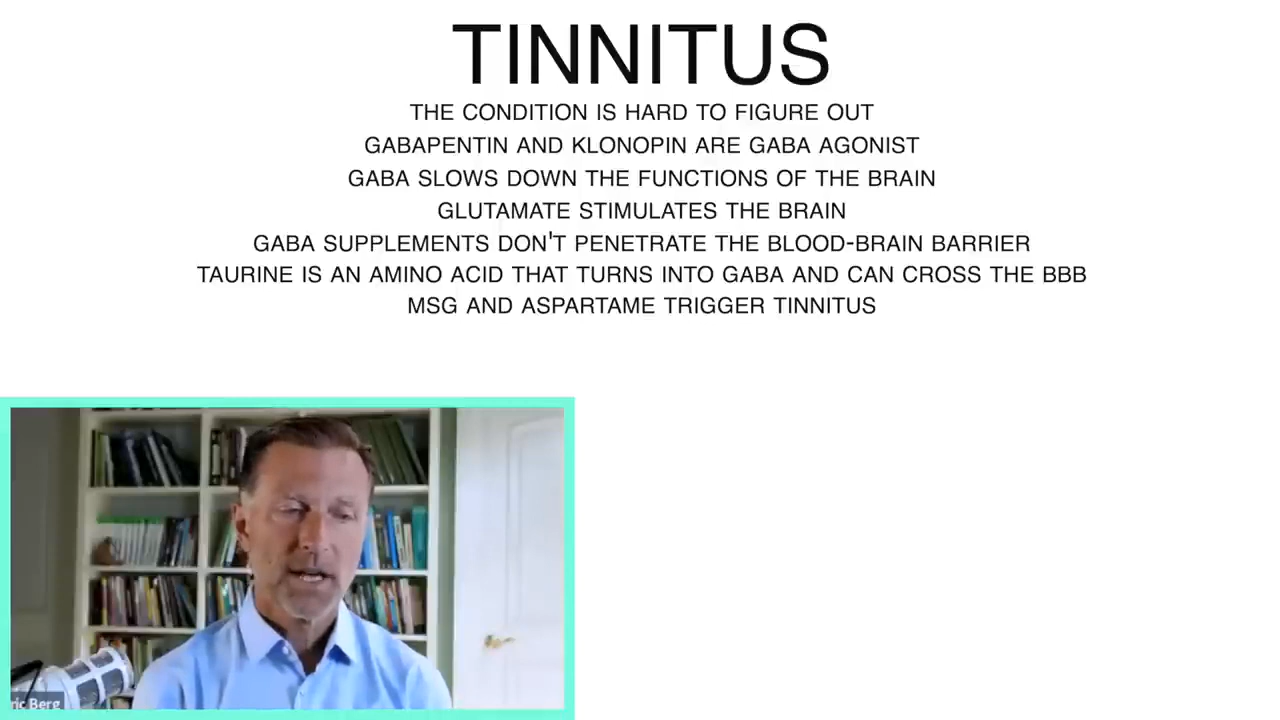 TINNITUS
THE CONDITION IS HARD TO FIGURE OUT
GABAPENTIN AND KLONOPIN ARE GABA AGONIST
GABA SLOWS DOWN THE FUNCTIONS OF THE BRAIN
GLUTAMATE STIMULATES THE BRAIN
GABA SUPPLEMENTS DON'T PENETRATE THE BLOOD-BRAIN BARRIER
TAURINE IS AN AMINO ACID THAT TURNS INTO GABA AND CAN CROSS THE BBB
MSG AND ASPARTAME TRIGGER TINNITUS
ric Berg